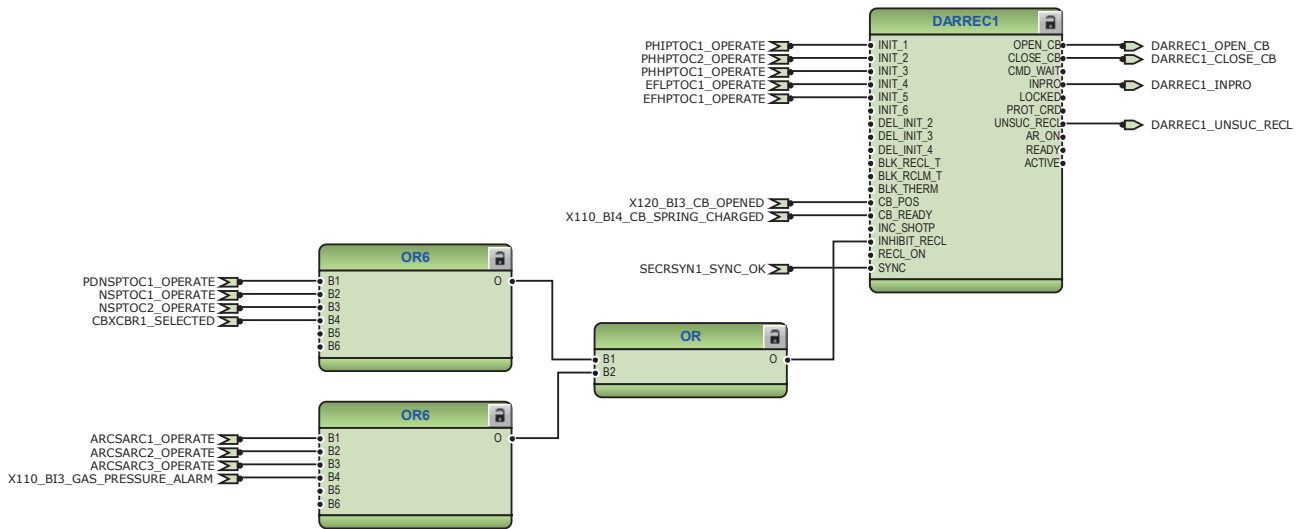 DARREC1
PHIPTOC1_OPERATE
PHHPTOC2_OPERATE
PHHPTOC1_OPERATE
EFLPTOC1_OPERATE
EFHPTOC1_OPERATE
X120_BI3_CB_OPENED
X110_BI4_CB_SPRING_CHARGED
SECRSYN1_SYNC_OK
INIT_1
INIT_2
INIT_3
INIT_4
INIT_5
INIT_6
DEL_INIT_2
DEL_INIT_3
DEL_INIT_4
BLK_RECL_T
BLK_RCLM_T
BLK_THERM
CB_POS
CB_READY
INC_SHOTP
INHIBIT_RECL
RECL_ON
SYNC
OPEN_CB
CLOSE_CB
CMD_WAIT
INPRO
LOCKED
PROT_CRD
UNSUC_RECL
AR_ON
READY
ACTIVE
DARREC1_OPEN_CB
DARREC1_CLOSE_CB
DARREC1_INPRO
DARREC1_UNSUC_RECL
OR6
PDNSPTOC1_OPERATE
NSPTOC1_OPERATE
NSPTOC2_OPERATE
CBXCBR1_SELECTED
B1
B2
B3
B4
B5
B6
O
OR
B1
B2
O
OR6
ARCSARC1_OPERATE
ARCSARC2_OPERATE
ARCSARC3_OPERATE
X110_BI3_GAS_PRESSURE_ALARM
B1
B2
B3
B4
B5
B6
O